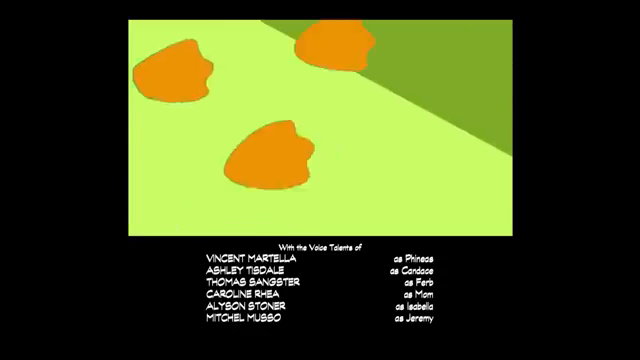 With the Voice Talents of
VINCENT MARTELLA as Phineas
ASHLEY TISDALE as Candace
THOMAS SANGSTER as Ferb
CAROLINE RHEA as Mom
ALYSON STONER as Isabella
MITCHEL MUSSO as Jeremy